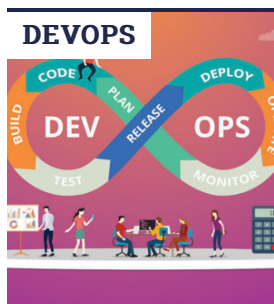 DEVOPS
CODE
PLAN
DEPLOY
BUILD
DEV
RELEASE
OPS
TEST
MONITOR